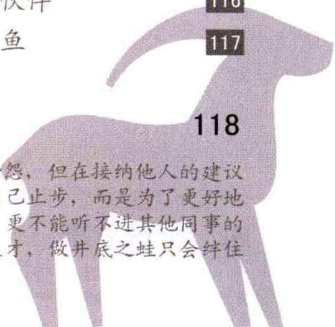 伙伴 116
鱼 117
118
怨，但在接纳他人的建议
己止步，而是为了更好地
更不能听不进其他同事的
才，做井底之蛙只会绊住